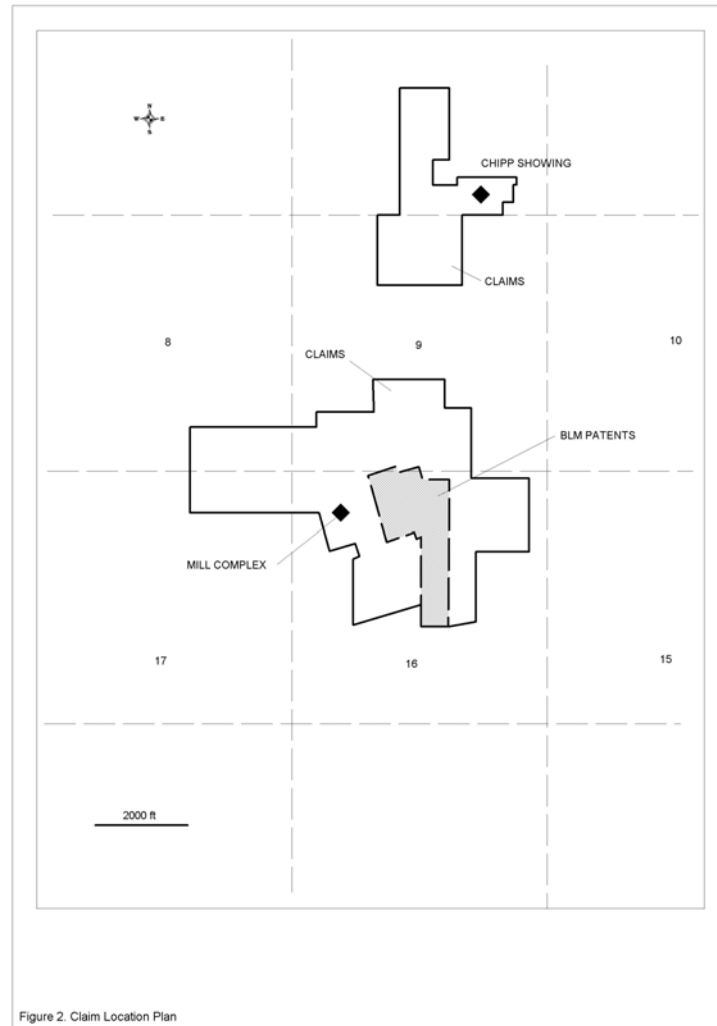 N
W E
S
CHIPP SHOWING
CLAIMS
8
9
10
CLAIMS
BLM PATENTS
MILL COMPLEX
17
16
15
2000 ft
Figure 2. Claim Location Plan